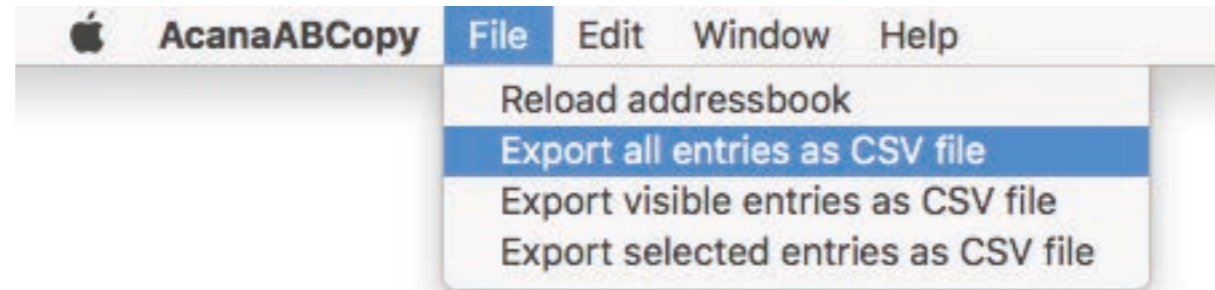 AcanaABCopy File Edit Window Help
Reload addressbook
Export all entries as CSV file
Export visible entries as CSV file
Export selected entries as CSV file